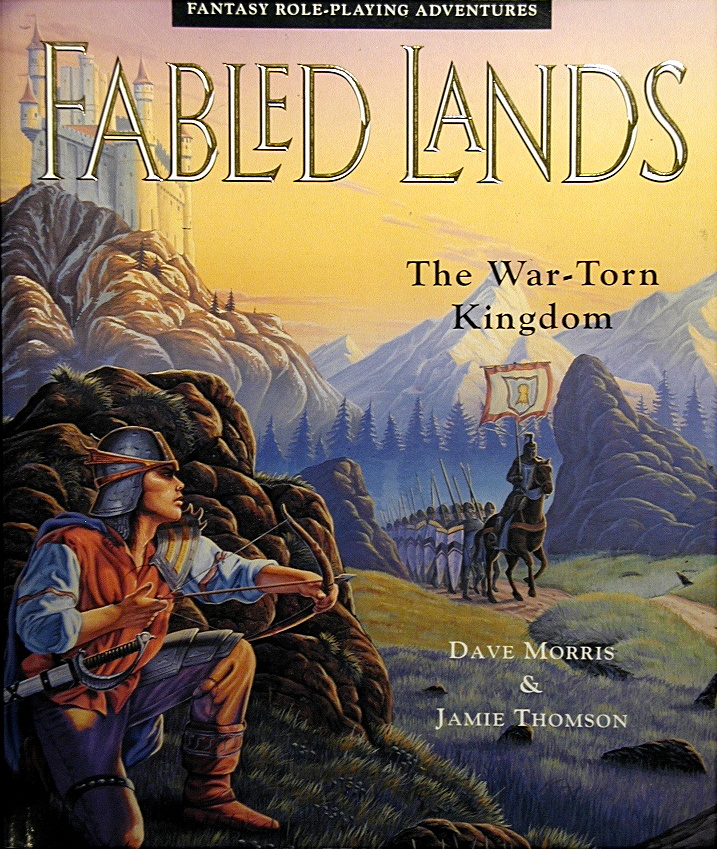 FANTASY ROLE-PLAYING ADVENTURES
FABLED LANDS
The War-Torn
Kingdom
DAVE MORRIS
&
JAMIE THOMSON